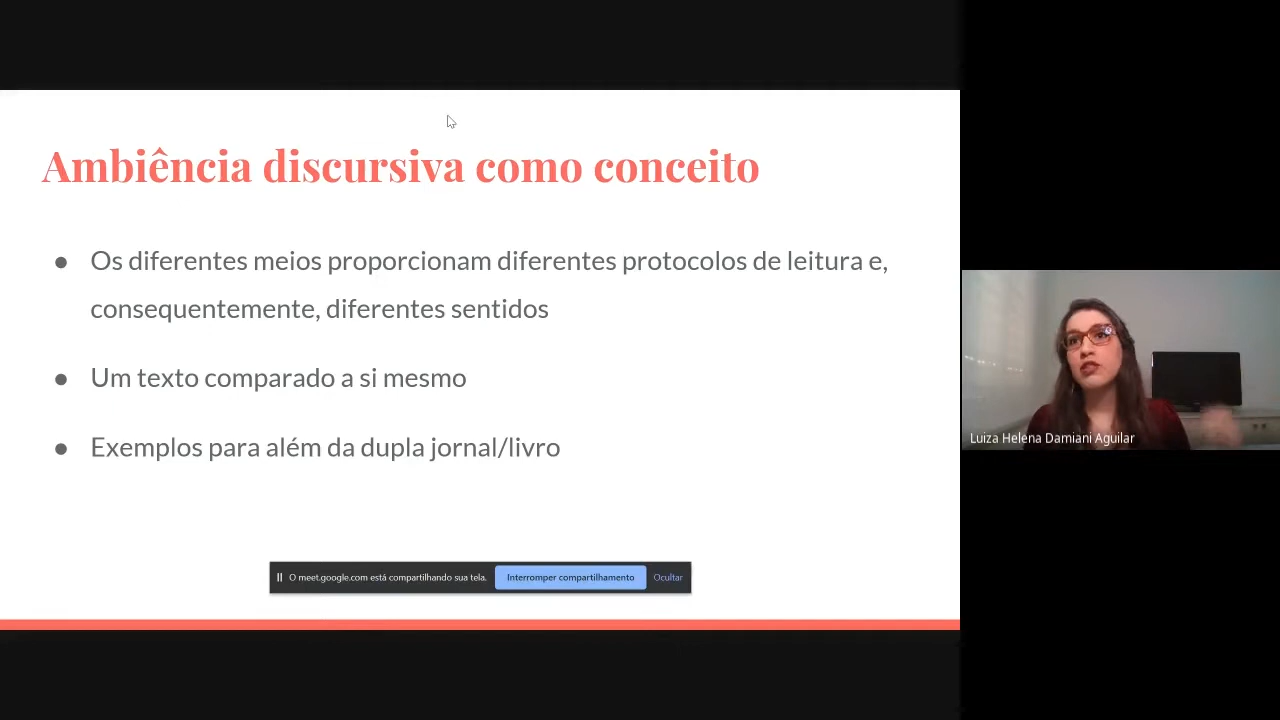 Ambiência discursiva como conceito
● Os diferentes meios proporcionam diferentes protocolos de leitura e,
consequentemente, diferentes sentidos
● Um texto comparado a si mesmo
● Exemplos para além da dupla jornal/livro
Luiza Helena Damiani Aguilar
O meet.google.com está compartilhando sua tela. Interromper compartilhamento Ocultar